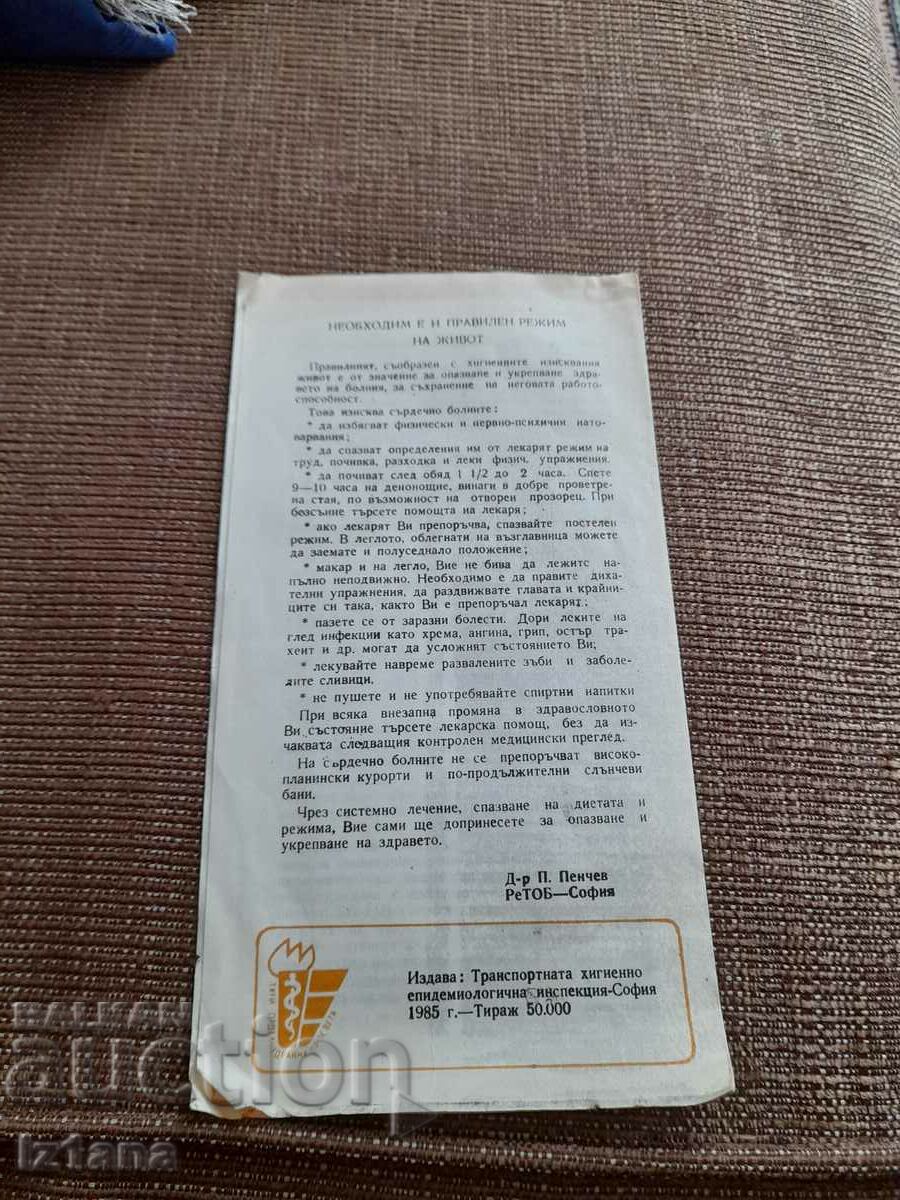 НЕОБХОДИМ Е И ПРАВИЛЕН РЕЖИМ
НА ЖИВОТ
Правилният, съобразен с хигиенните изисквания
живот е от значение за опазване и укрепване здра-
вето на болния, за съхранение на неговата работо-
способност.
Това изисква сърдечно болните:
* да избягват физически и нервно-психични нато-
варвания;
* да спазват определения им от лекарят режим на
труд, почивка, разходка и леки физич. упражнения.
* да почиват след обяд 1 1/2 до 2 часа. Спете
9—10 часа на денонощие, винаги в добре проветре-
на стая, по възможност на отворен прозорец. При
безсъние търсете помощта на лекаря;
* ако лекарят Ви препоръчва, спазвайте постелен
режим. В леглото, облегнати на възглавница можете
да заемате и полуседнало положение;
* макар и на легло, Вие не бива да лежите на-
пълно неподвижно. Необходимо е да правите диха-
телни упражнения, да раздвижвате главата и крайни-
ците си така, както Ви е препоръчал лекарят;
* пазете се от заразни болести. Дори леките на
глед инфекции като хрема, ангина, грип, остър тра-
хеит и др. могат да усложнят състоянието Ви;
* лекувайте навреме развалените зъби и заболе-
лите сливици.
* не пушете и не употребявайте спиртни напитки
При всяка внезапна промяна в здравословното
Ви състояние търсете лекарска помощ, без да из-
чаквата следващия контролен медицински преглед.
На сърдечно болните не се препоръчват високо-
планински курорти и по-продължителни слънчеви
бани.
Чрез системно лечение, спазване на диетата и
режима, Вие сами ще допринесете за опазване и
укрепване на здравето.
Д-р П. Пенчев
РеТОБ—София
Издава: Транспортната хигиенно
епидемиологична инспекция-София
1985 г.—Тираж 50.000
BALKAN
auction
iztana